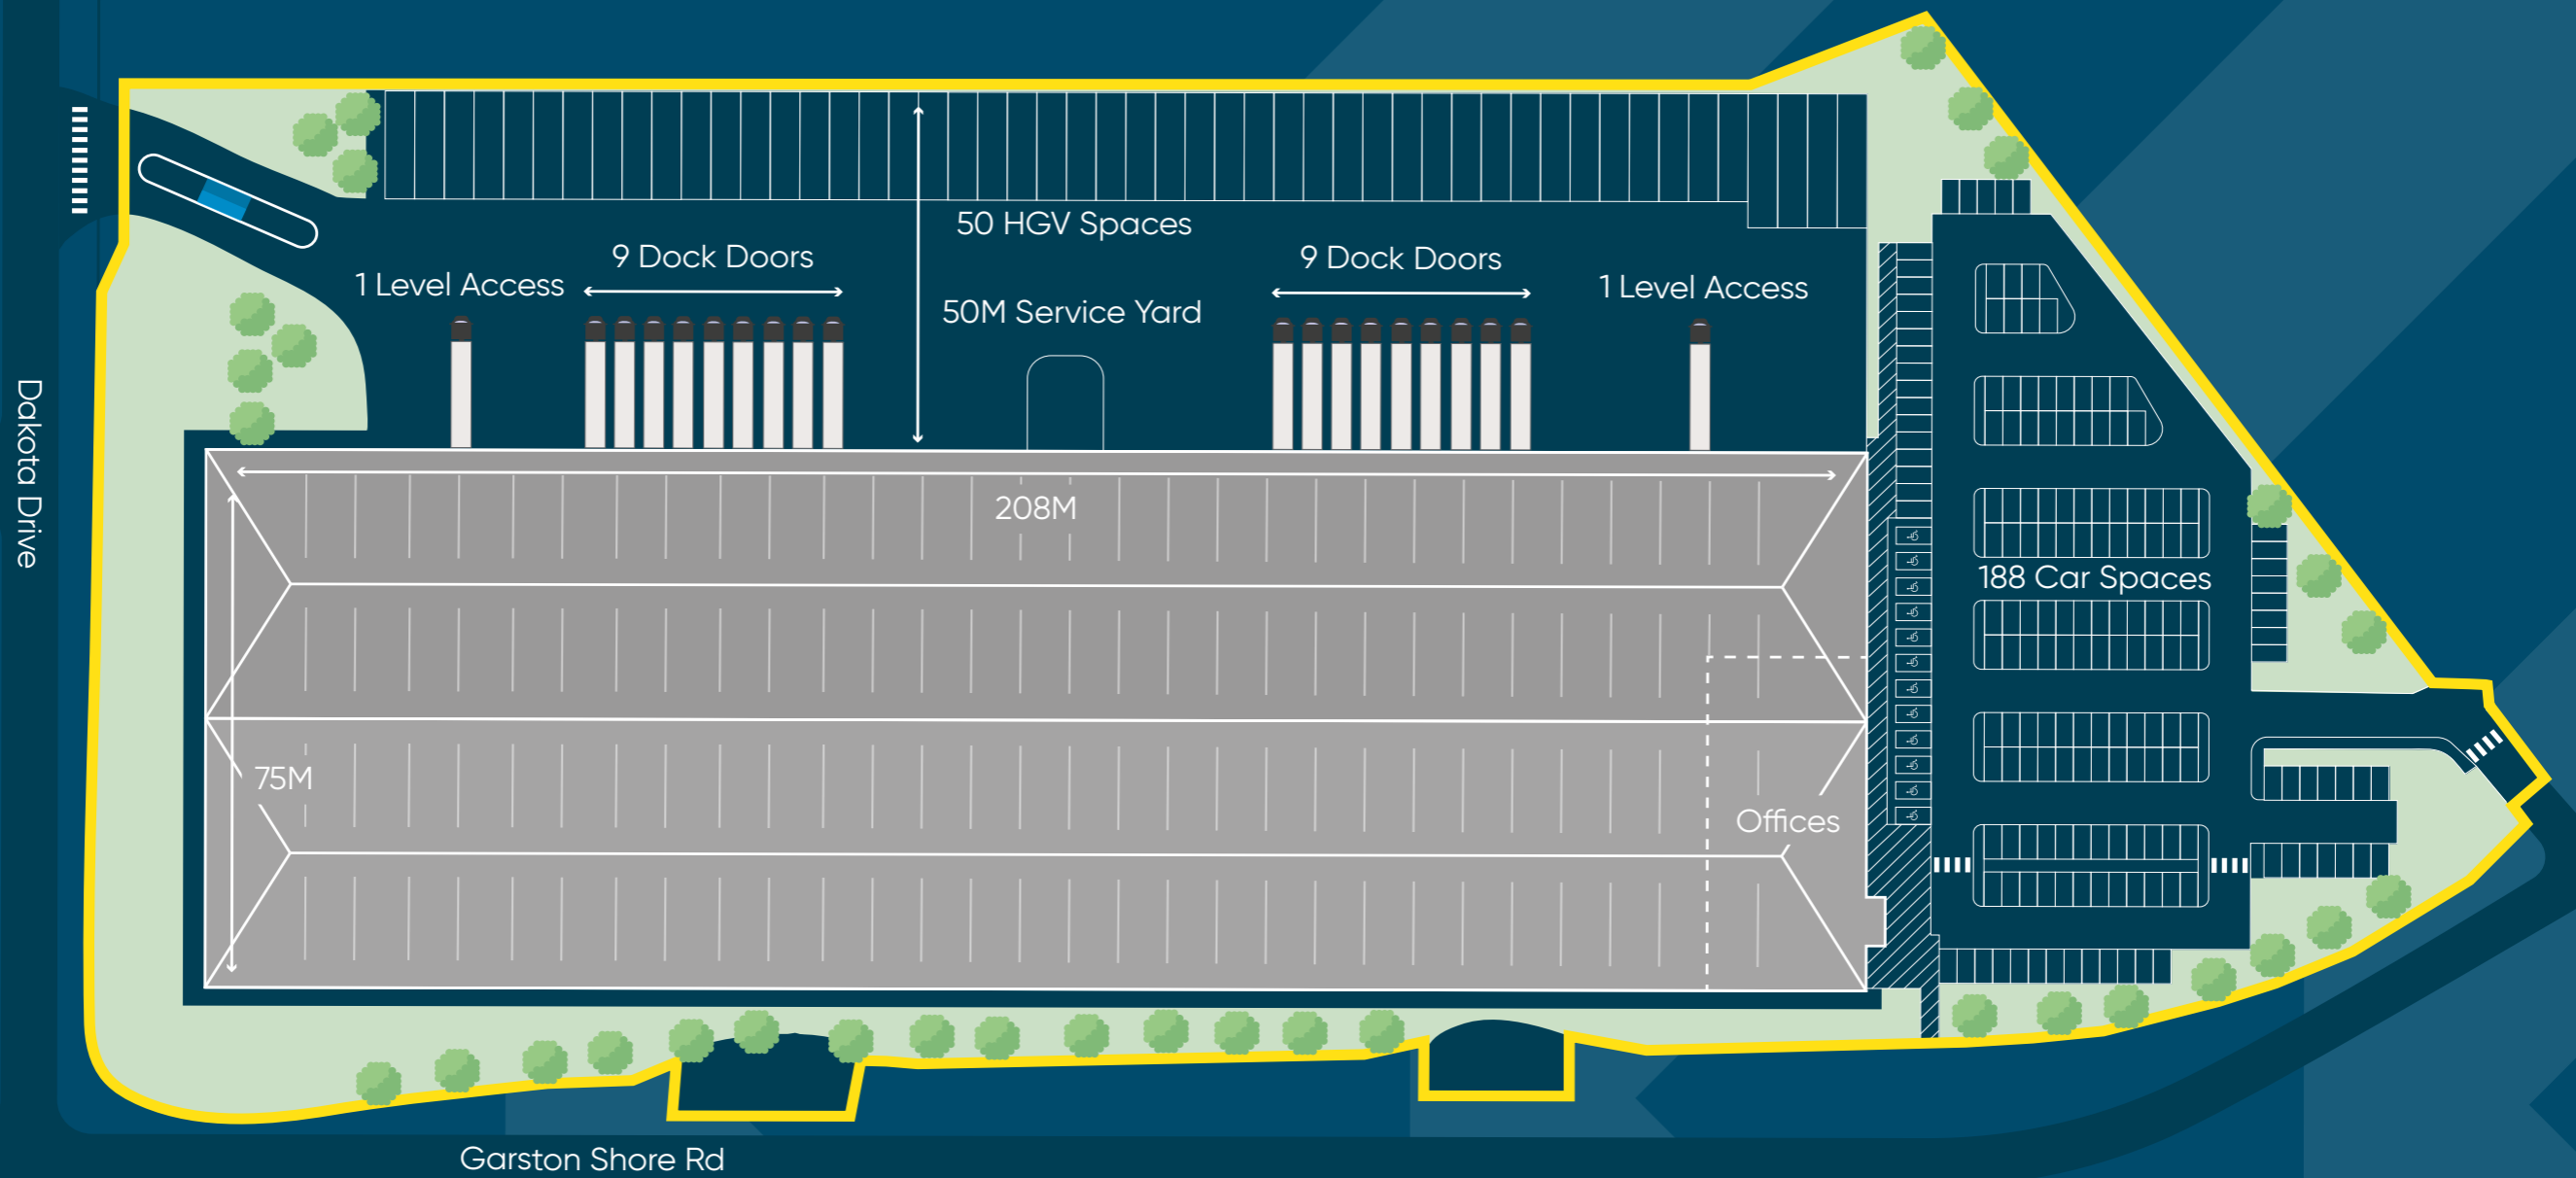 50 HGV Spaces
9 Dock Doors
9 Dock Doors
1 Level Access
1 Level Access
50M Service Yard
Dakota Drive
208M
188 Car Spaces
75M
Offices
Garston Shore Rd